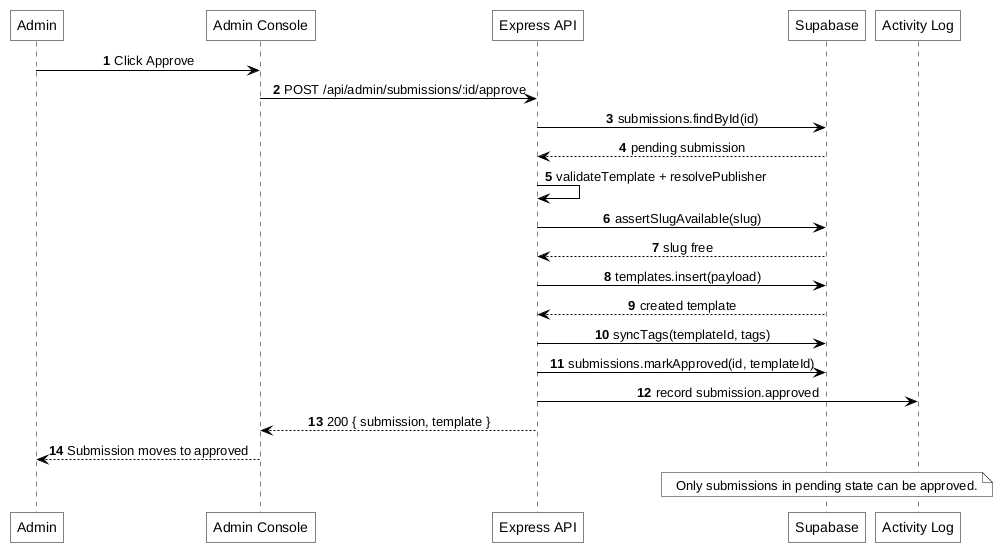 Admin Admin Console Express API Supabase Activity Log
1 Click Approve
2 POST /api/admin/submissions/:id/approve
3 submissions.findById(id)
4 pending submission
5 validateTemplate + resolvePublisher
6 assertSlugAvailable(slug)
7 slug free
8 templates.insert(payload)
9 created template
10 syncTags(templateId, tags)
11 submissions.markApproved(id, templateId)
12 record submission.approved
13 200 { submission, template }
14 Submission moves to approved
Only submissions in pending state can be approved.
Admin Admin Console Express API Supabase Activity Log